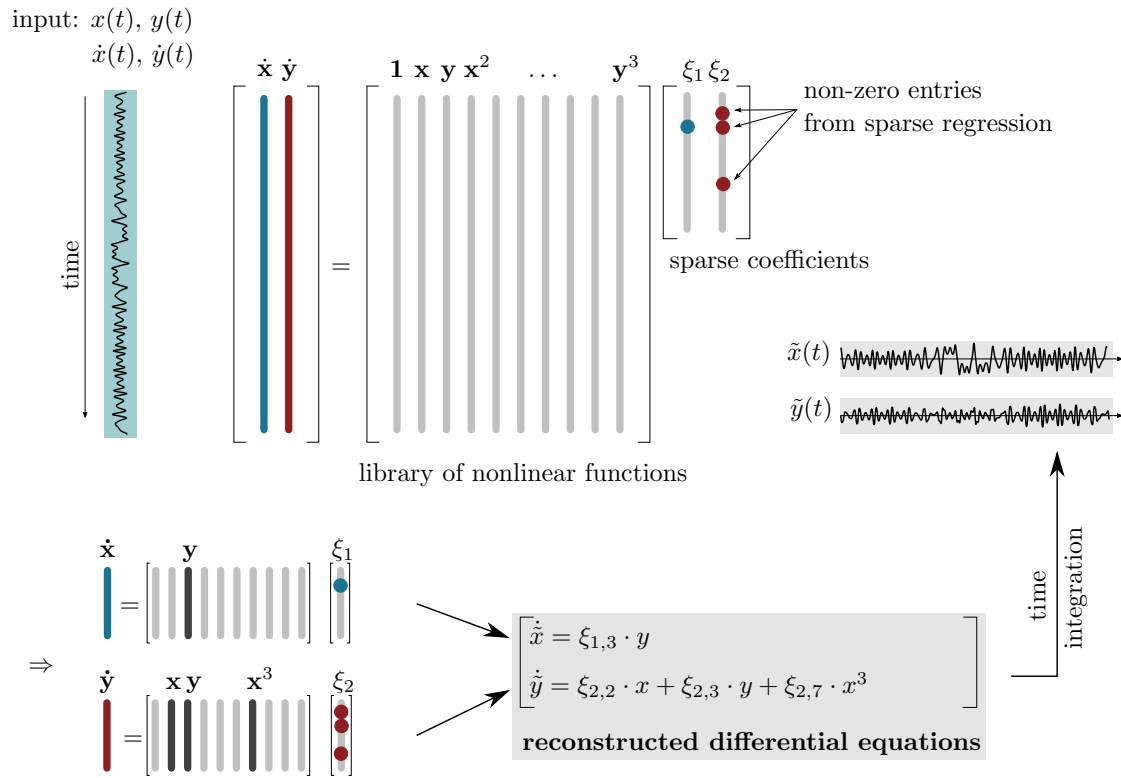 input: x(t), y(t)
ẋ(t), ẏ(t)
time
ẋ ẏ
=
1 x y x² ... y³
ξ₁ ξ₂
non-zero entries
from sparse regression
sparse coefficients
library of nonlinear functions
x̃(t)
ỹ(t)
time
integration
⇒
ẋ = y ξ₁
ẏ = x y x³ ξ₂
x̃̇ = ξ₁,₃ · y
ỹ̇ = ξ₂,₂ · x + ξ₂,₃ · y + ξ₂,₇ · x³
reconstructed differential equations